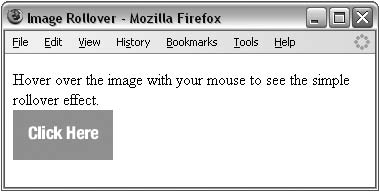 Image Rollover - Mozilla Firefox
File Edit View History Bookmarks Tools Help
Hover over the image with your mouse to see the simple
rollover effect.
Click Here